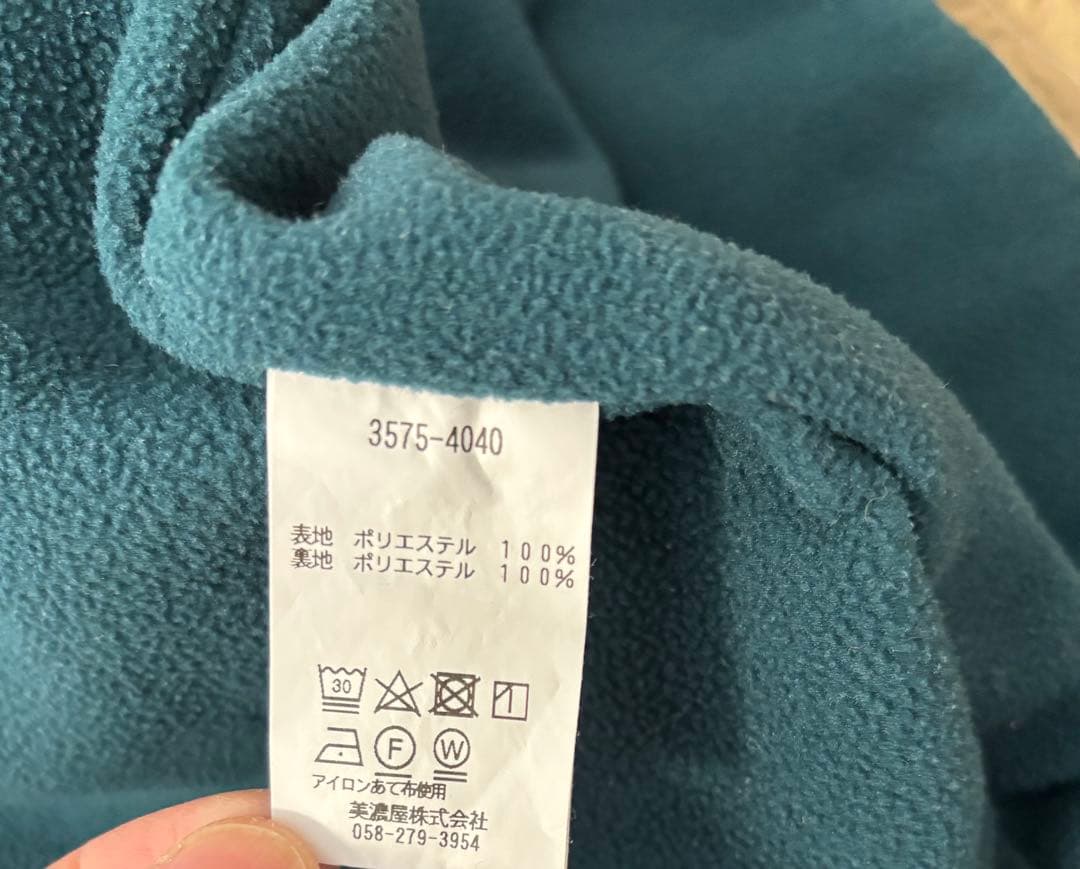 3575-4040
表地 ポリエステル 100%
裏地 ポリエステル 100%
30
F W
アイロンあて布使用
美濃屋株式会社
058-279-3954